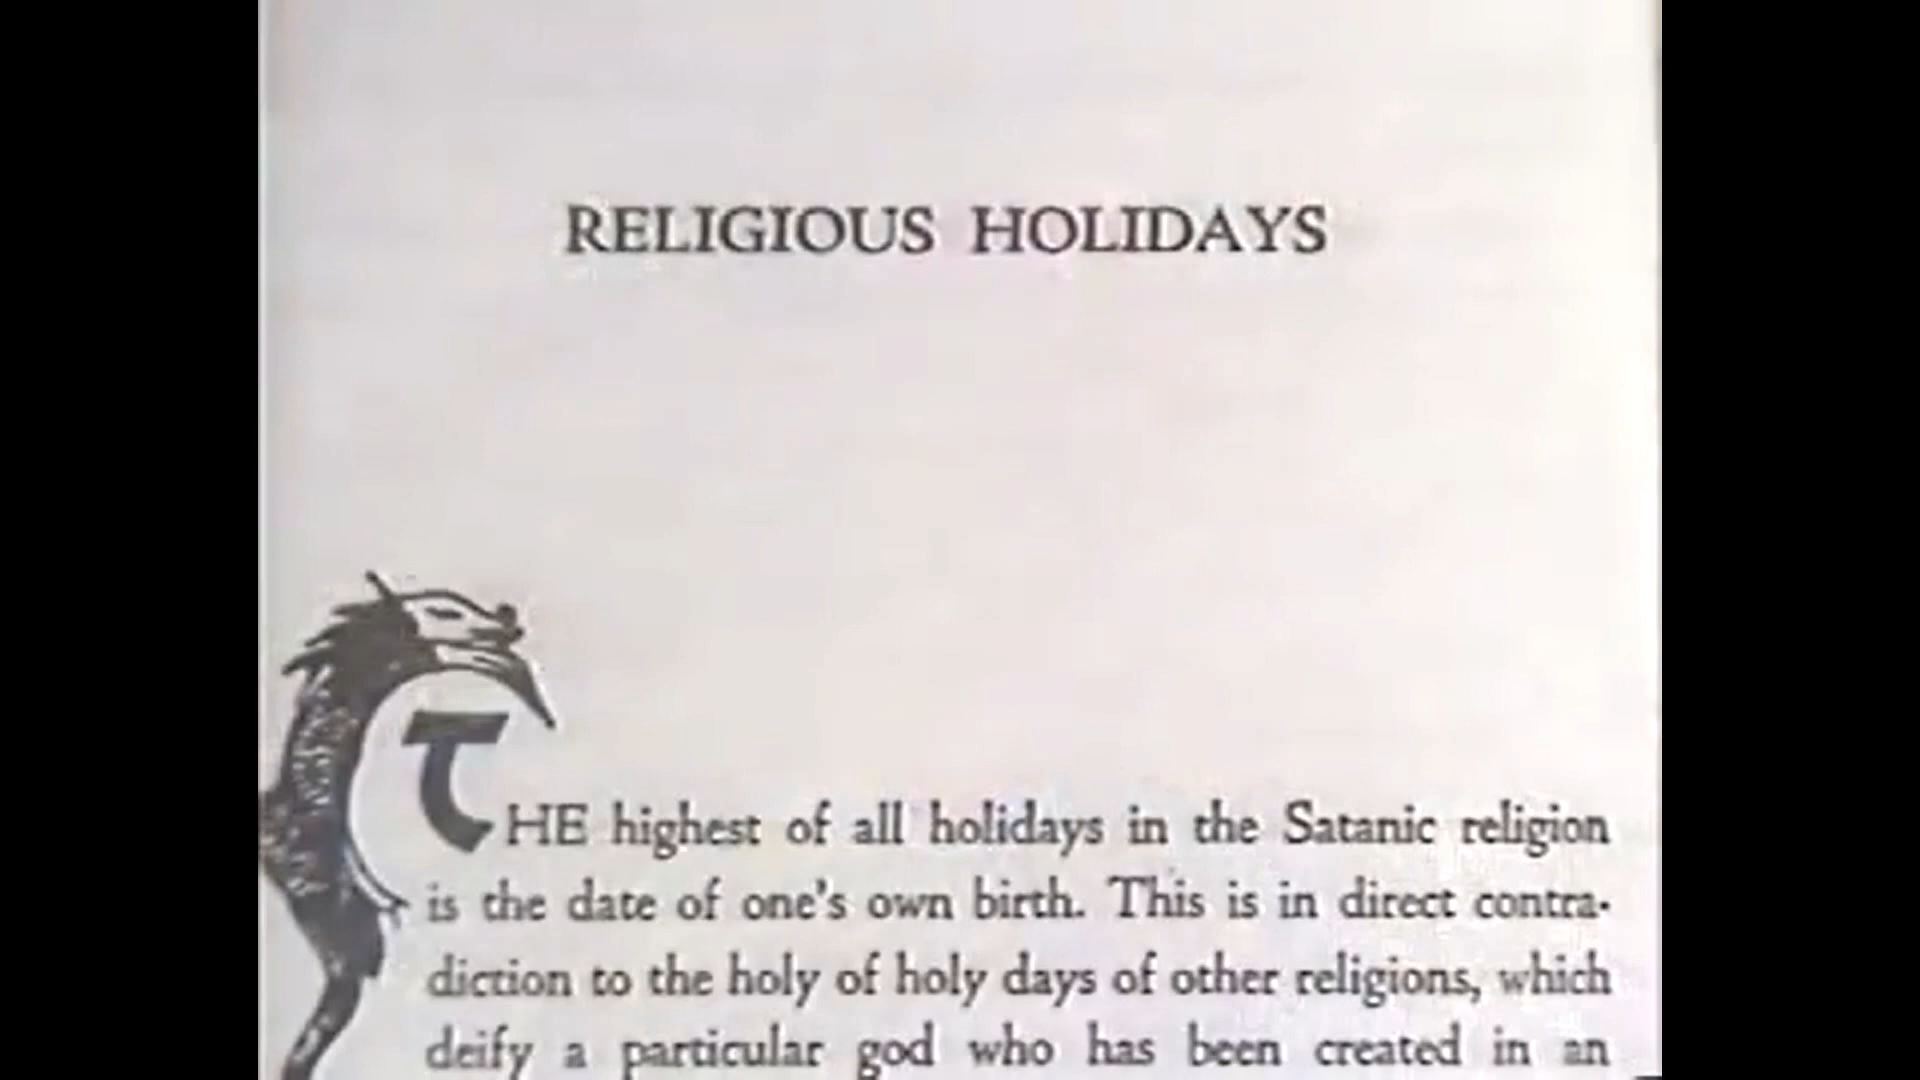 RELIGIOUS HOLIDAYS
THE highest of all holidays in the Satanic religion
is the date of one's own birth. This is in direct contra-
diction to the holy of holy days of other religions, which
deify a particular god who has been created in an